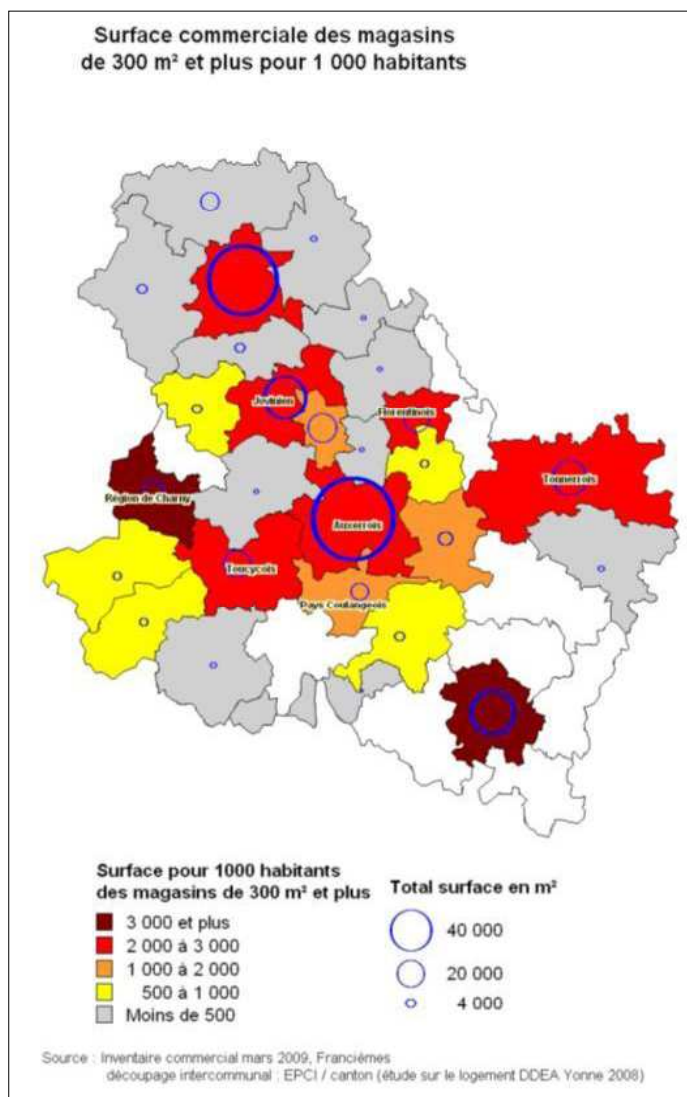 Surface commerciale des magasins
de 300 m² et plus pour 1 000 habitants
Jovinien
Florentinois
Tonnerrois
Région de Charny
Auxerrois
Toucycois
Pays Coulangeois
Surface pour 1000 habitants
des magasins de 300 m² et plus
3 000 et plus
2 000 à 3 000
1 000 à 2 000
500 à 1 000
Moins de 500
Total surface en m²
40 000
20 000
4 000
Source : Inventaire commercial mars 2009, Franciêmes
découpage intercommunal : EPCI / canton (étude sur le logement DDEA Yonne 2008)